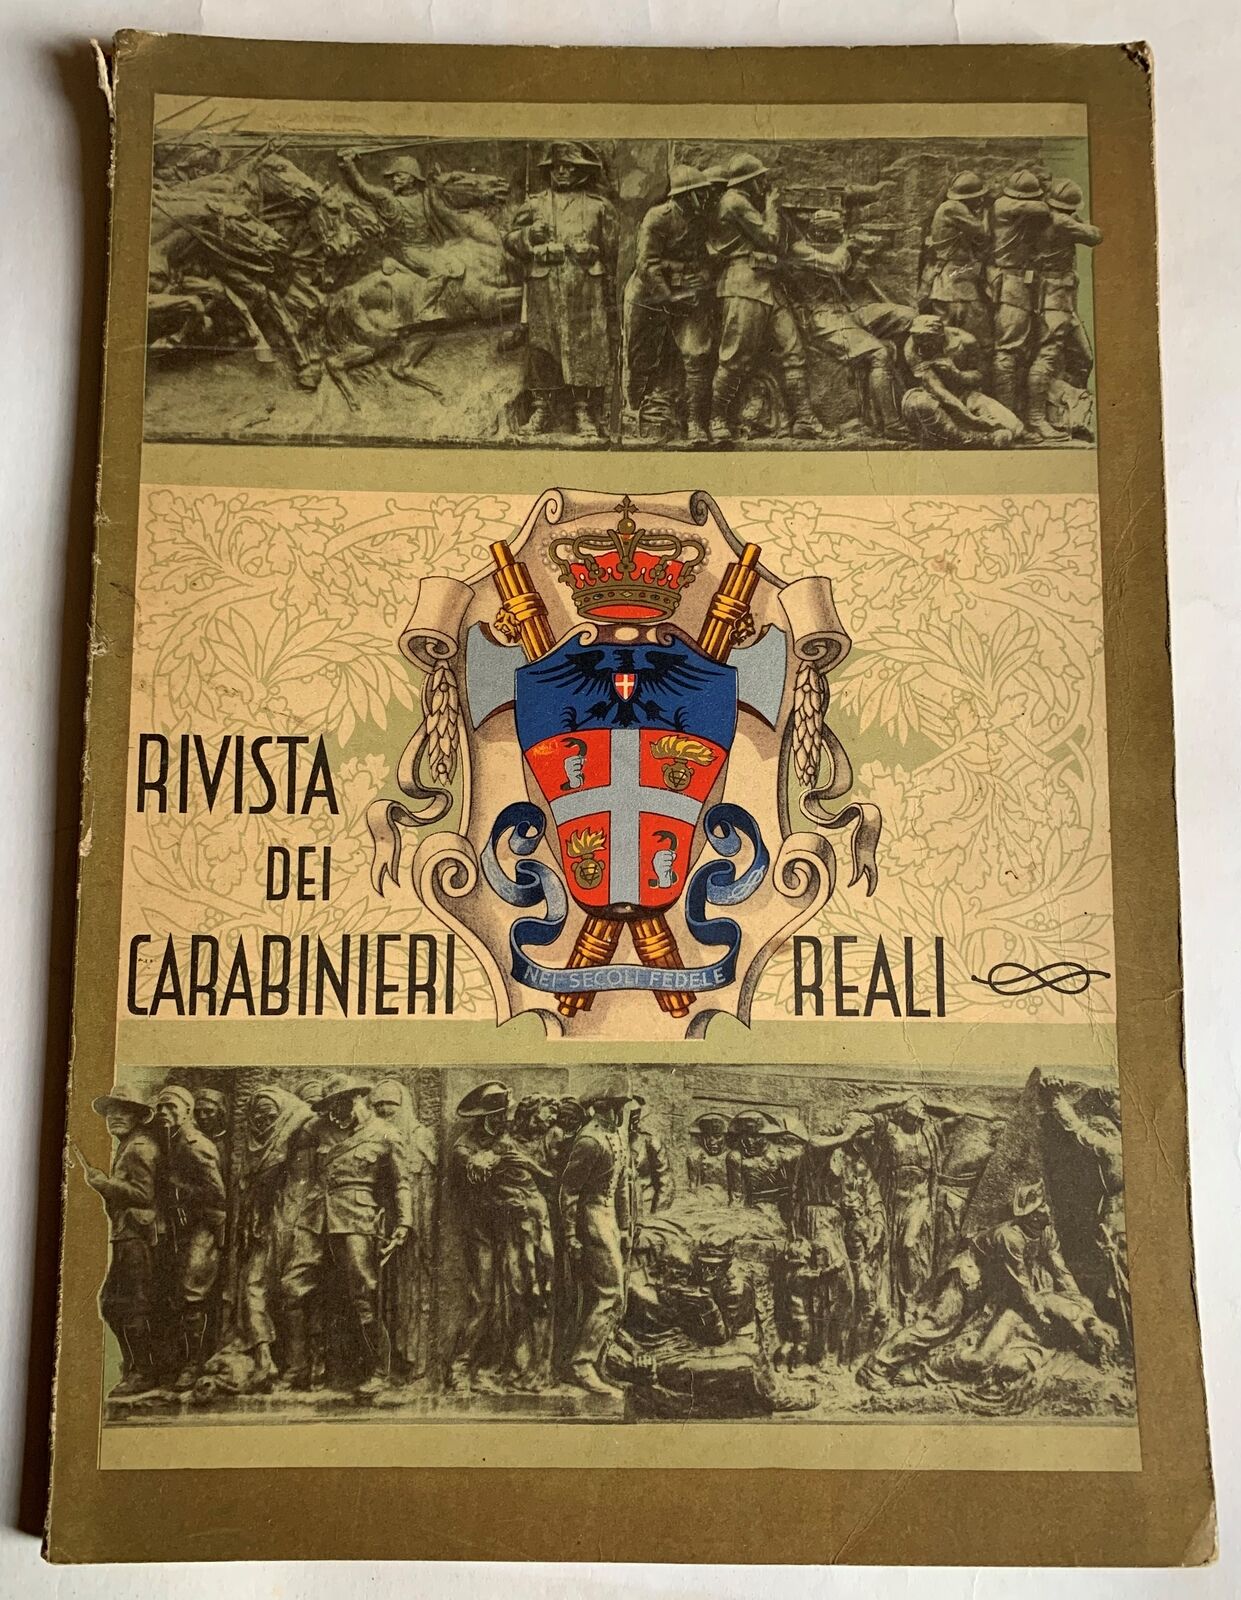 RIVISTA
DEI
CARABINIERI REALI
NEI SECOLI FEDELE